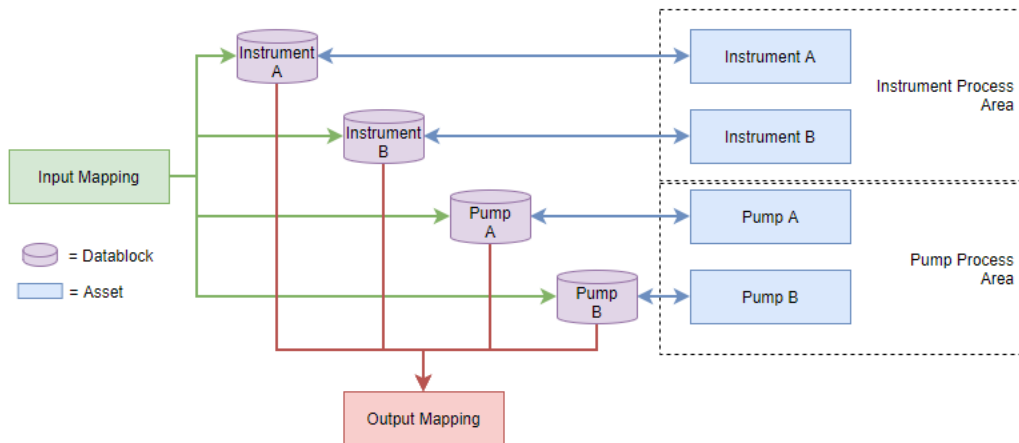 Instrument
A
Instrument A
Instrument Process
Area
Instrument
B
Instrument B
Input Mapping
Pump
A
Pump A
= Datablock
Pump Process
Area
= Asset
Pump
B
Pump B
Output Mapping